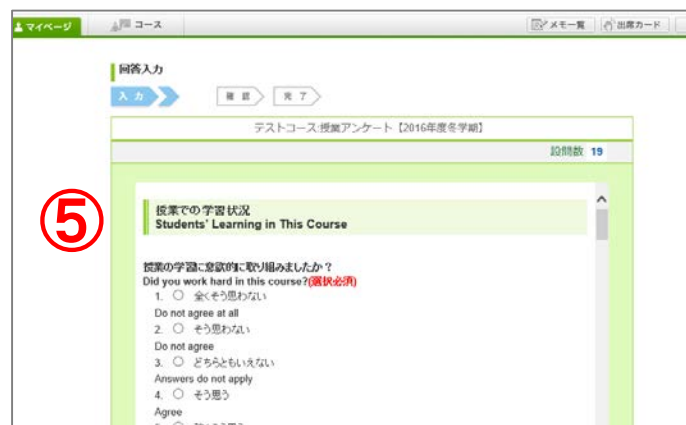 マイページ
コース
メモ一覧
出席カード
回答入力
入力
確認
完了
テストコース:授業アンケート【2016年度冬学期】
設問数 19
⑤
授業での学習状況
Students' Learning in This Course
授業の学習に意欲的に取り組みましたか?
Did you work hard in this course?(選択必須)
1. 全くそう思わない
Do not agree at all
2. そう思わない
Do not agree
3. どちらともいえない
Answers do not apply
4. そう思う
Agree